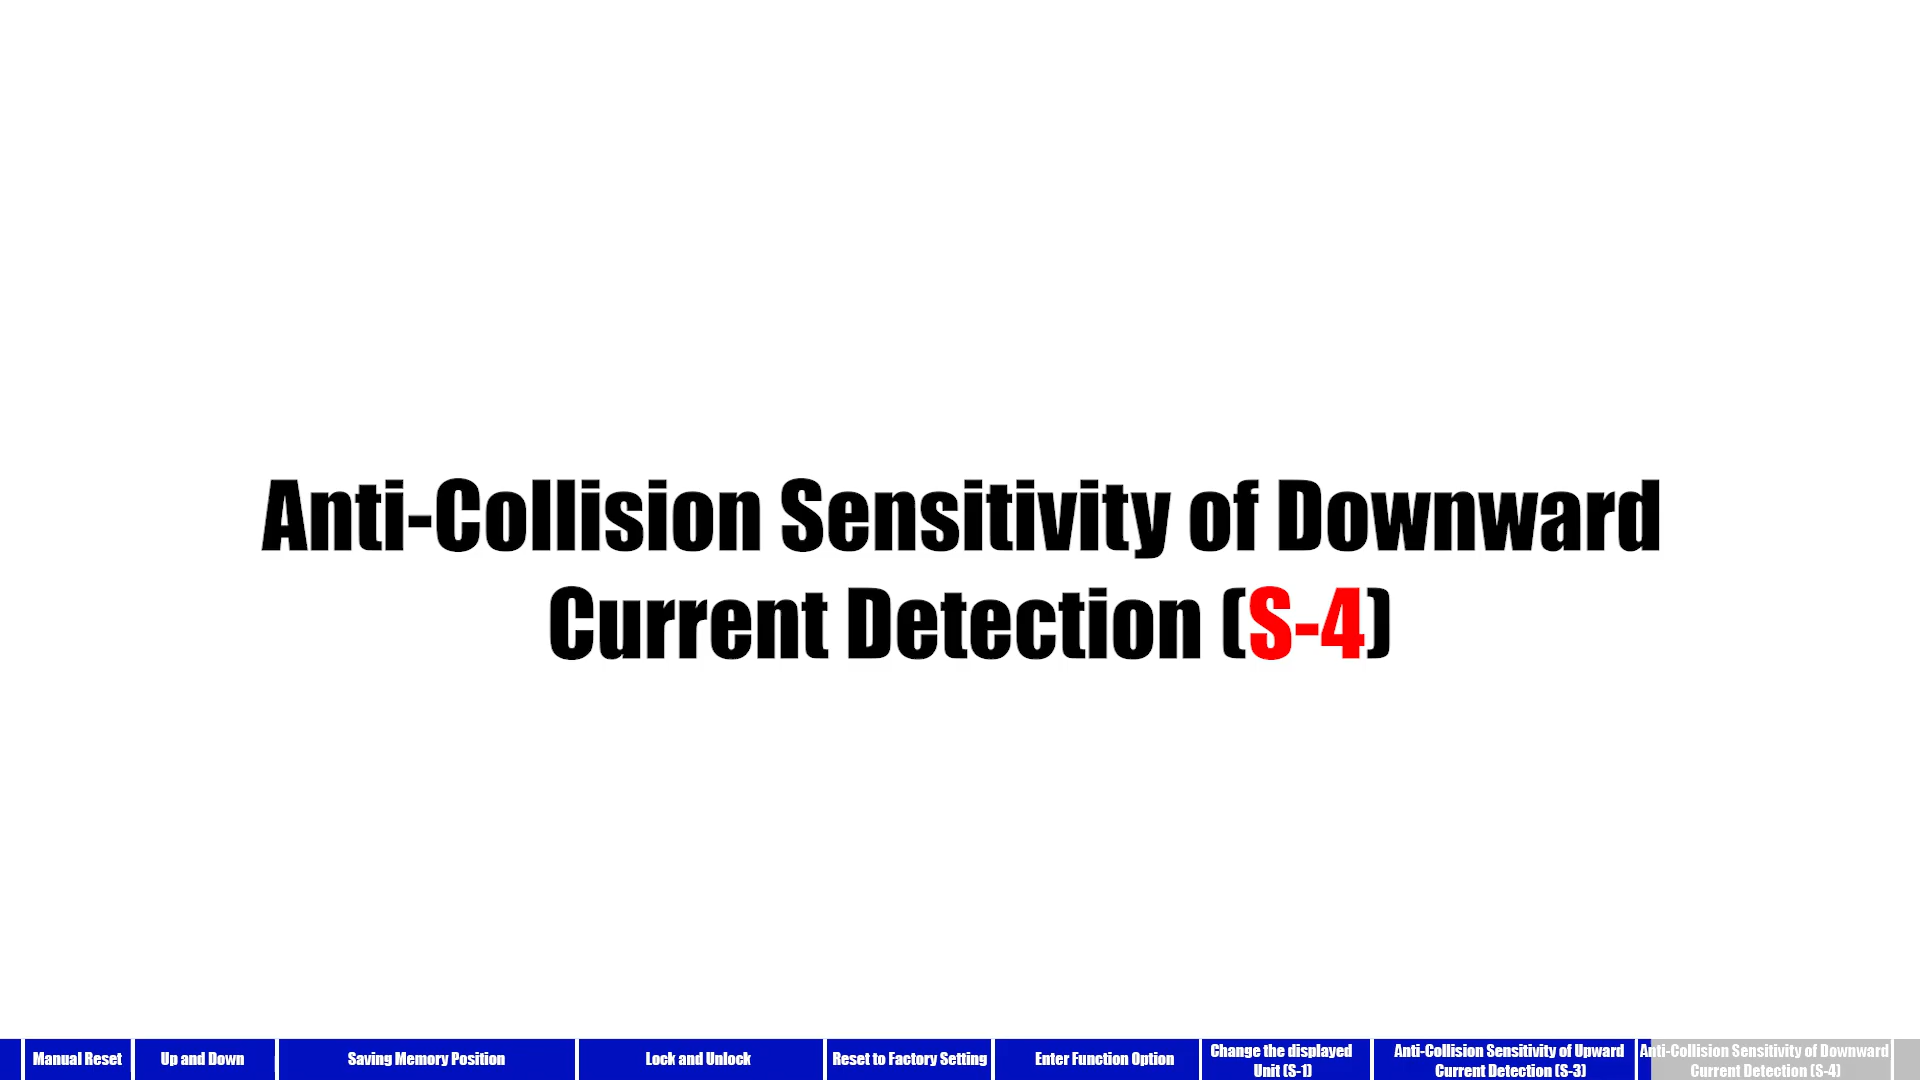 Anti-Collision Sensitivity of Downward
Current Detection (S-4)
Manual Reset
Up and Down
Saving Memory Position
Lock and Unlock
Reset to Factory Setting
Enter Function Option
Change the displayed
Unit (S-1)
Anti-Collision Sensitivity of Upward
Current Detection (S-3)
Anti-Collision Sensitivity of Downward
Current Detection (S-4)